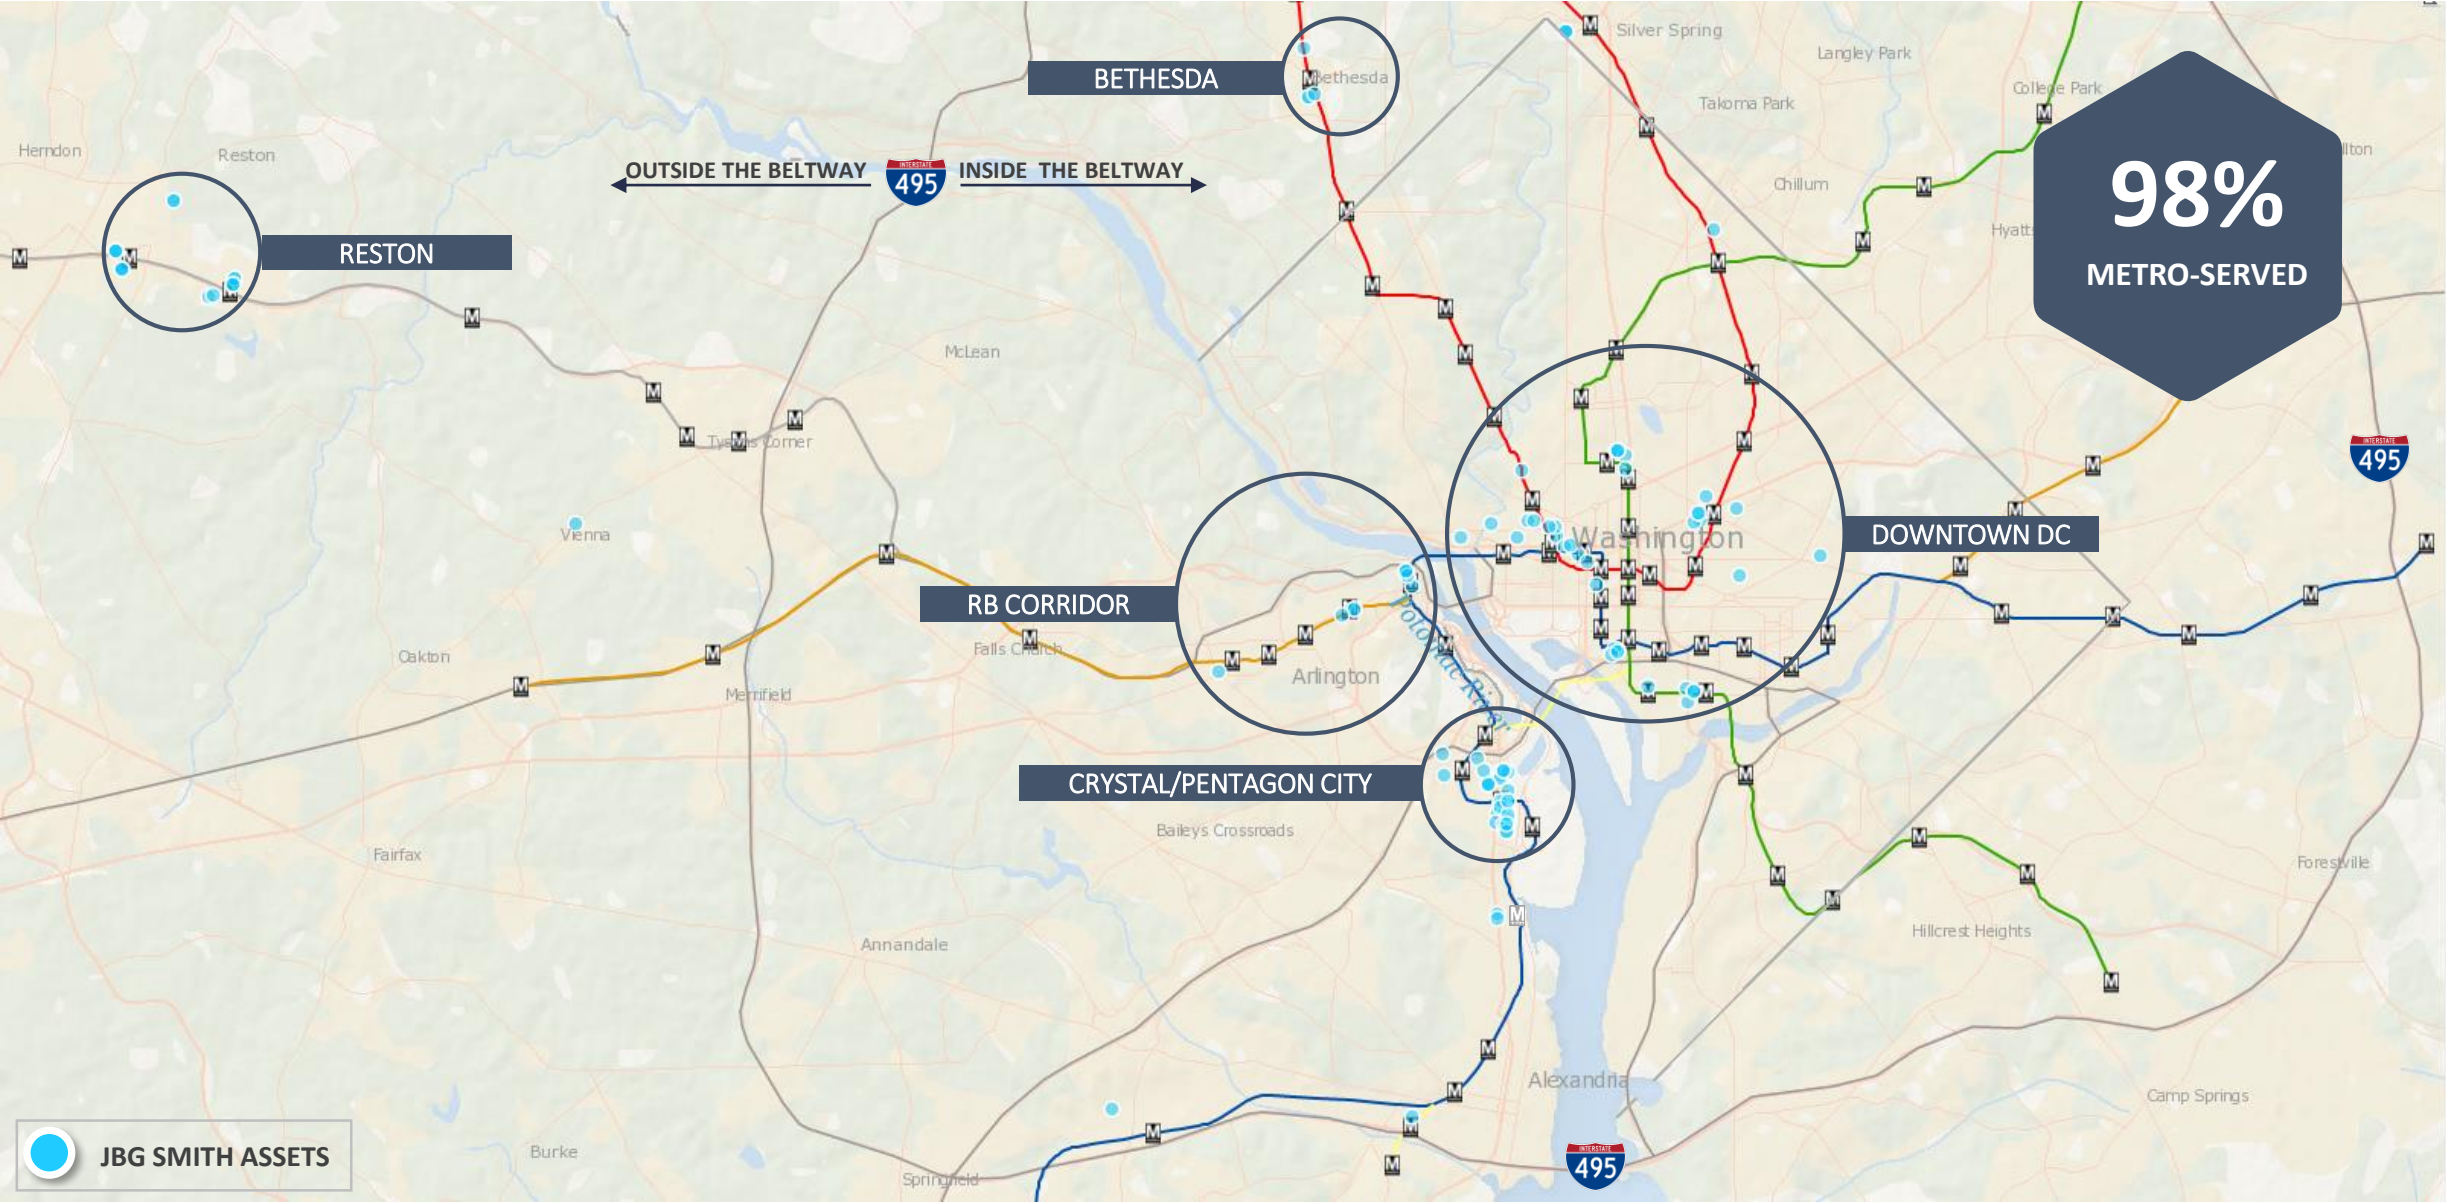 Silver Spring
Langley Park
BETHESDA
Bethesda
College Park
Takoma Park
Herndon
Reston
OUTSIDE THE BELTWAY
INTERSTATE
495
INSIDE THE BELTWAY
Chillum
98%
METRO-SERVED
RESTON
McLean
Tysons Corner
INTERSTATE
495
Vienna
Washington
DOWNTOWN DC
RB CORRIDOR
Potomac River
Oakton
Falls Church
Arlington
Merrifield
CRYSTAL/PENTAGON CITY
Baileys Crossroads
Fairfax
Forestville
Annandale
Hillcrest Heights
Alexandria
Camp Springs
JBG SMITH ASSETS
Burke
Springfield
INTERSTATE
495